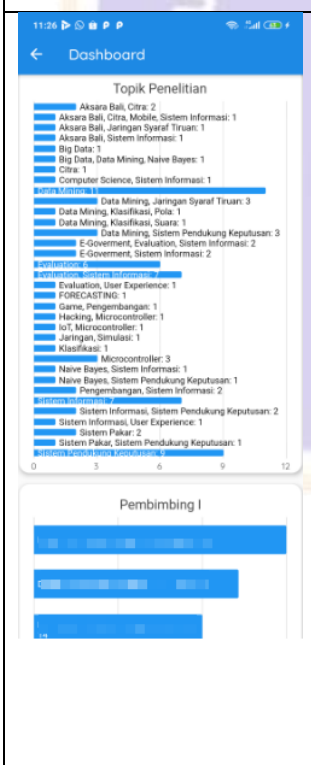 11:26
Dashboard
Topik Penelitian
Aksara Bali, Citra: 2
Aksara Bali, Citra, Mobile, Sistem Informasi: 1
Aksara Bali, Jaringan Syaraf Tiruan: 1
Aksara Bali, Sistem Informasi: 1
Big Data: 1
Big Data, Data Mining, Naive Bayes: 1
Citra: 1
Computer Science, Sistem Informasi: 1
Data Mining: 11
Data Mining, Jaringan Syaraf Tiruan: 3
Data Mining, Klasifikasi, Pola: 1
Data Mining, Klasifikasi, Suara: 1
Data Mining, Sistem Pendukung Keputusan: 3
E-Goverment, Evaluation, Sistem Informasi: 2
E-Goverment, Sistem Informasi: 2
Evaluation: 6
Evaluation, Sistem Informasi: 7
Evaluation, User Experience: 1
FORECASTING: 1
Game, Pengembangan: 1
Hacking, Microcontroller: 1
IoT, Microcontroller: 1
Jaringan, Simulasi: 1
Klasifikasi: 1
Microcontroller: 3
Naive Bayes, Sistem Informasi: 1
Naive Bayes, Sistem Pendukung Keputusan: 1
Pengembangan, Sistem Informasi: 2
Sistem Informasi: 7
Sistem Informasi, Sistem Pendukung Keputusan: 2
Sistem Informasi, User Experience: 1
Sistem Pakar: 2
Sistem Pakar, Sistem Pendukung Keputusan: 1
Sistem Pendukung Keputusan: 9
0 3 6 9 12
Pembimbing I